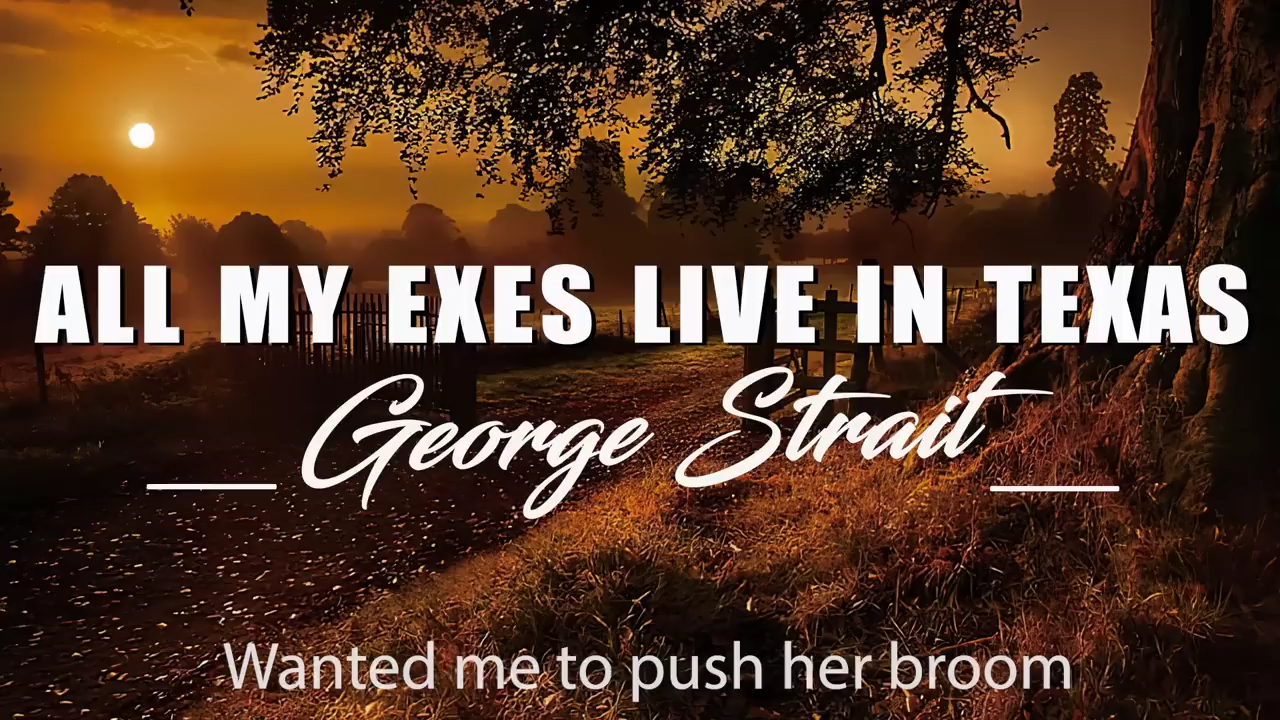 ALL MY EXES LIVE IN TEXAS
George Strait
Wanted me to push her broom